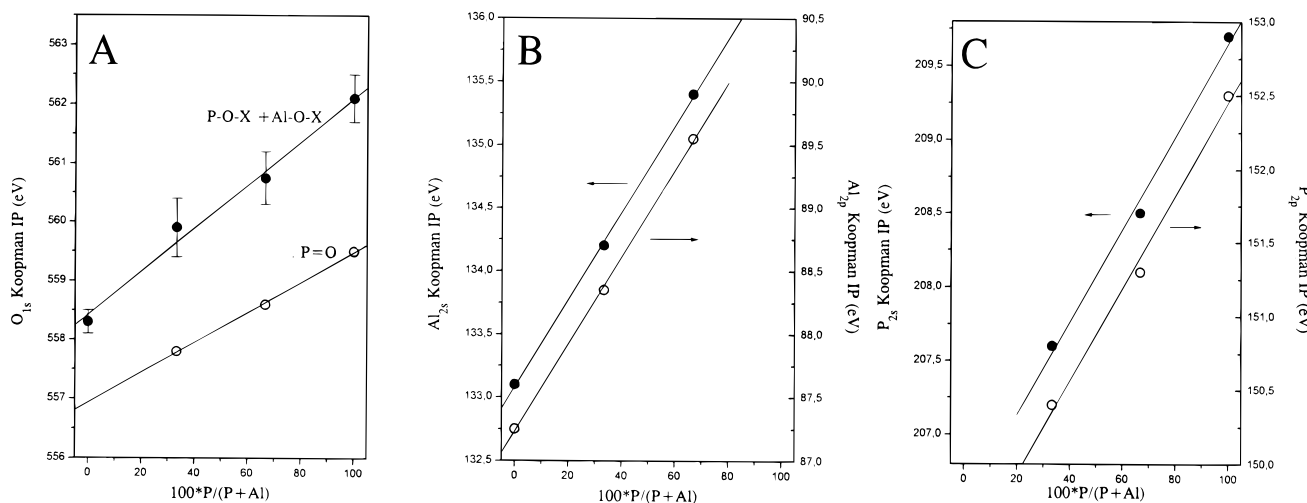 A
563
562
561
560
559
558
557
556
O1s Koopman IP (eV)
P-O-X + Al-O-X
P=O
0 20 40 60 80 100
100*P/(P+Al)
B
136.0
135.5
135.0
134.5
134.0
133.5
133.0
132.5
Al2s Koopman IP (eV)
90,5
90,0
89,5
89,0
88,5
88,0
87,5
87,0
Al2p Koopman IP (eV)
0 20 40 60 80 100
100*P/(P+Al)
C
209,5
209,0
208,5
208,0
207,5
207,0
P2s Koopman IP (eV)
153,0
152,5
152,0
151,5
151,0
150,5
150,0
P2p Koopman IP (eV)
0 20 40 60 80 100
100*P/(P+Al)